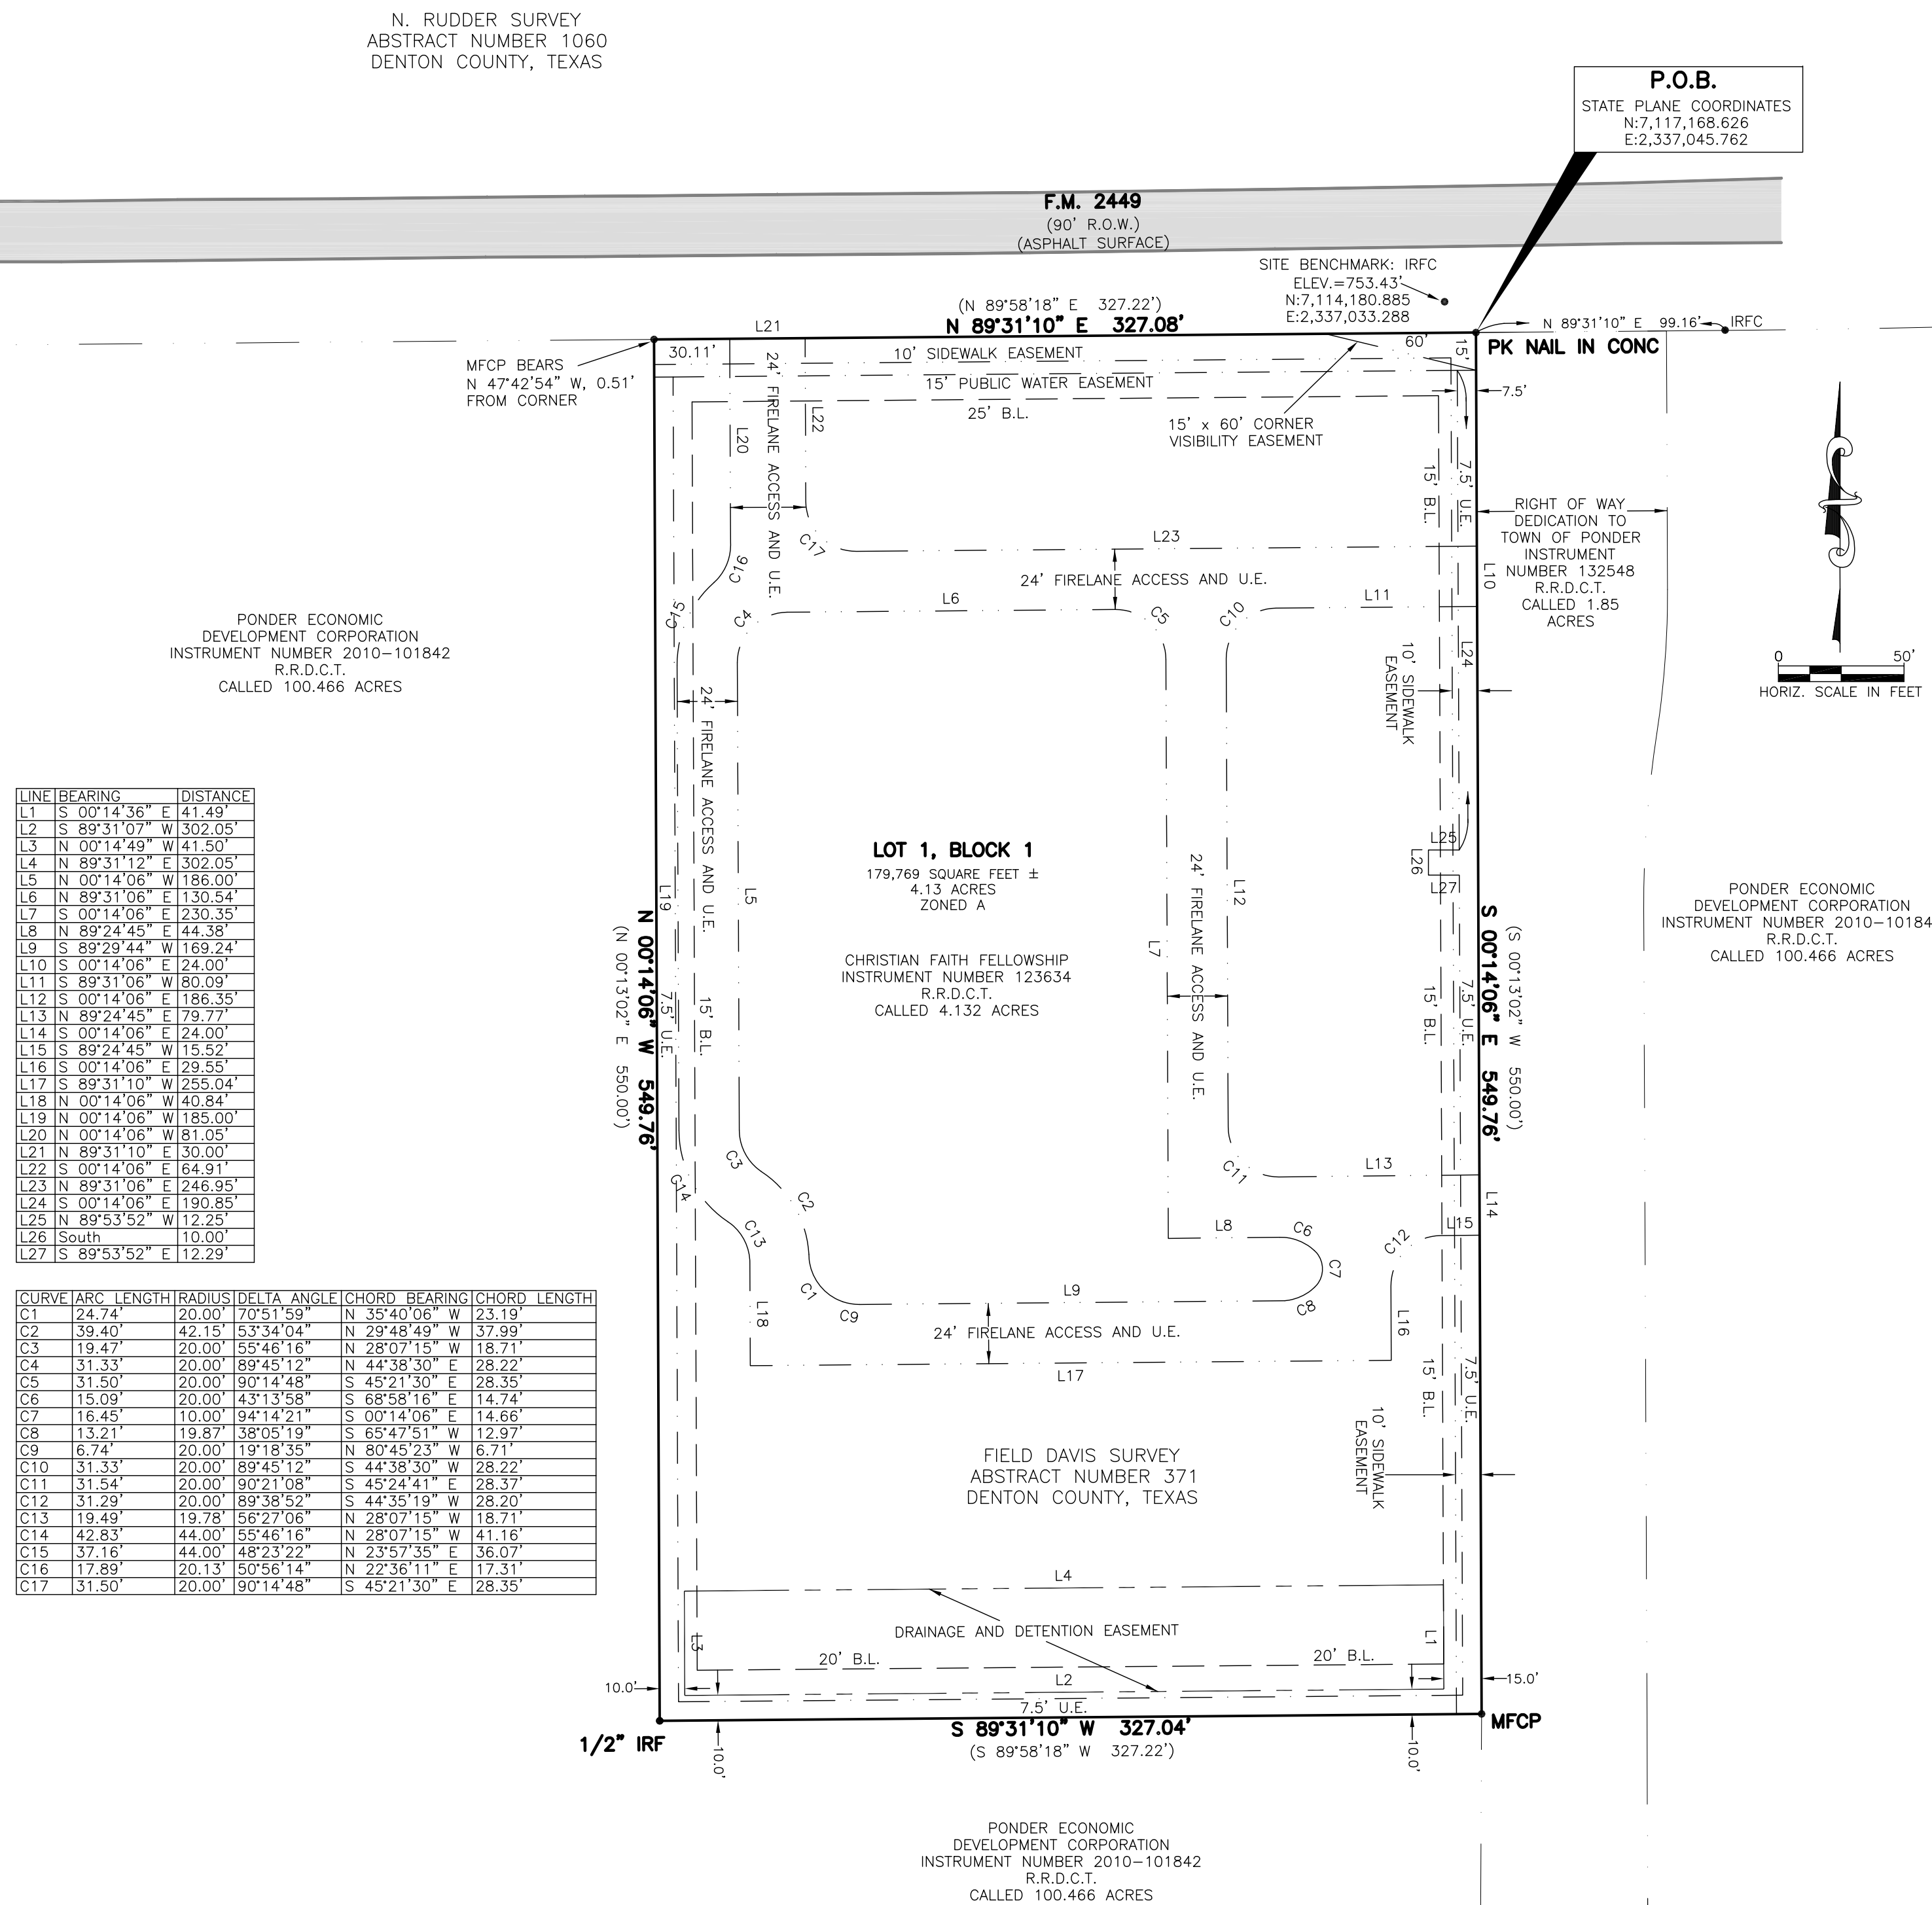 N. RUDDER SURVEY
ABSTRACT NUMBER 1060
DENTON COUNTY, TEXAS
P.O.B.
STATE PLANE COORDINATES
N:7,117,168.626
E:2,337,045.762
F.M. 2449
(90' R.O.W.)
(ASPHALT SURFACE)
SITE BENCHMARK: IRFC
ELEV.=753.43'
N:7,114,180.885
E:2,337,033.288
(N 89°58'18" E 327.22')
N 89°31'10" E 327.08'
L21
N 89°31'10" E 99.16'
IRFC
PK NAIL IN CONC
MFCP BEARS
N 47°42'54" W, 0.51'
FROM CORNER
30.11'
10' SIDEWALK EASEMENT
60'
15'
15' PUBLIC WATER EASEMENT
7.5'
25' B.L.
15' x 60' CORNER
VISIBILITY EASEMENT
L20
24' FIRELANE ACCESS AND U.E.
L22
15' B.L.
7.5' U.E.
RIGHT OF WAY
DEDICATION TO
TOWN OF PONDER
INSTRUMENT
NUMBER 132548
R.R.D.C.T.
CALLED 1.85
ACRES
C16
C17
L23
24' FIRELANE ACCESS AND U.E.
L10
C15
C4
L6
C5
C10
L11
L24
10' SIDEWALK
EASEMENT
0 50'
HORIZ. SCALE IN FEET
PONDER ECONOMIC
DEVELOPMENT CORPORATION
INSTRUMENT NUMBER 2010-101842
R.R.D.C.T.
CALLED 100.466 ACRES
24' FIRELANE ACCESS AND U.E.
LOT 1, BLOCK 1
179,769 SQUARE FEET ±
4.13 ACRES
ZONED A
CHRISTIAN FAITH FELLOWSHIP
INSTRUMENT NUMBER 123634
R.R.D.C.T.
CALLED 4.132 ACRES
L25
L26
L27
L19
L5
L7
24' FIRELANE ACCESS AND U.E.
L12
N 00°14'06" W 549.76'
(N 00°13'02" E 550.00')
7.5' U.E.
15' B.L.
15' B.L.
7.5' U.E.
S 00°14'06" E 549.76'
(S 00°13'02" W 550.00')
PONDER ECONOMIC
DEVELOPMENT CORPORATION
INSTRUMENT NUMBER 2010-10184
R.R.D.C.T.
CALLED 100.466 ACRES
LINE BEARING DISTANCE
L1 S 00°14'36" E 41.49'
L2 S 89°31'07" W 302.05'
L3 N 00°14'49" W 41.50'
L4 N 89°31'12" E 302.05'
L5 N 00°14'06" W 186.00'
L6 N 89°31'06" E 130.54'
L7 S 00°14'06" E 230.35'
L8 N 89°24'45" E 44.38'
L9 S 89°29'44" W 169.24'
L10 S 00°14'06" E 24.00'
L11 S 89°31'06" W 80.09'
L12 S 00°14'06" E 186.35'
L13 N 89°24'45" E 79.77'
L14 S 00°14'06" E 24.00'
L15 S 89°24'45" W 15.52'
L16 S 00°14'06" E 29.55'
L17 S 89°31'10" W 255.04'
L18 N 00°14'06" W 40.84'
L19 N 00°14'06" W 185.00'
L20 N 00°14'06" W 81.05'
L21 N 89°31'10" E 30.00'
L22 S 00°14'06" E 64.91'
L23 N 89°31'06" E 246.95'
L24 S 00°14'06" E 190.85'
L25 N 89°53'52" W 12.25'
L26 South 10.00'
L27 S 89°53'52" E 12.29'
CURVE ARC LENGTH RADIUS DELTA ANGLE CHORD BEARING CHORD LENGTH
C1 24.74' 20.00' 70°51'59" N 35°40'06" W 23.19'
C2 39.40' 42.15' 53°34'04" N 29°48'49" W 37.99'
C3 19.47' 20.00' 55°46'16" N 28°07'15" W 18.71'
C4 31.33' 20.00' 89°45'12" N 44°38'30" E 28.22'
C5 31.50' 20.00' 90°14'48" S 45°21'30" E 28.35'
C6 15.09' 20.00' 43°13'58" S 68°58'16" E 14.74'
C7 16.45' 10.00' 94°14'21" S 00°14'06" E 14.66'
C8 13.21' 19.87' 38°05'19" S 65°47'51" W 12.97'
C9 6.74' 20.00' 19°18'35" N 80°45'23" W 6.71'
C10 31.33' 20.00' 89°45'12" S 44°38'30" W 28.22'
C11 31.54' 20.00' 90°21'08" S 45°24'41" E 28.37'
C12 31.29' 20.00' 89°38'52" S 44°35'19" W 28.20'
C13 19.49' 19.78' 56°27'06" N 28°07'15" W 18.71'
C14 42.83' 44.00' 55°46'16" N 28°07'15" W 41.16'
C15 37.16' 44.00' 48°23'22" N 23°57'35" E 36.07'
C16 17.89' 20.13' 50°56'14" N 22°36'11" E 17.31'
C17 31.50' 20.00' 90°14'48" S 45°21'30" E 28.35'
C3
C14
C2
C13
C11
L13
L14
L8
C6
C12
L15
C7
C1
L9
C8
C9
L18
L16
24' FIRELANE ACCESS AND U.E.
L17
15' B.L.
7.5' U.E.
10' SIDEWALK
EASEMENT
FIELD DAVIS SURVEY
ABSTRACT NUMBER 371
DENTON COUNTY, TEXAS
L4
DRAINAGE AND DETENTION EASEMENT
L3
L1
20' B.L.
20' B.L.
L2
10.0'
15.0'
7.5' U.E.
S 89°31'10" W 327.04'
(S 89°58'18" W 327.22')
1/2" IRF
MFCP
10.0'
10.0'
PONDER ECONOMIC
DEVELOPMENT CORPORATION
INSTRUMENT NUMBER 2010-101842
R.R.D.C.T.
CALLED 100.466 ACRES